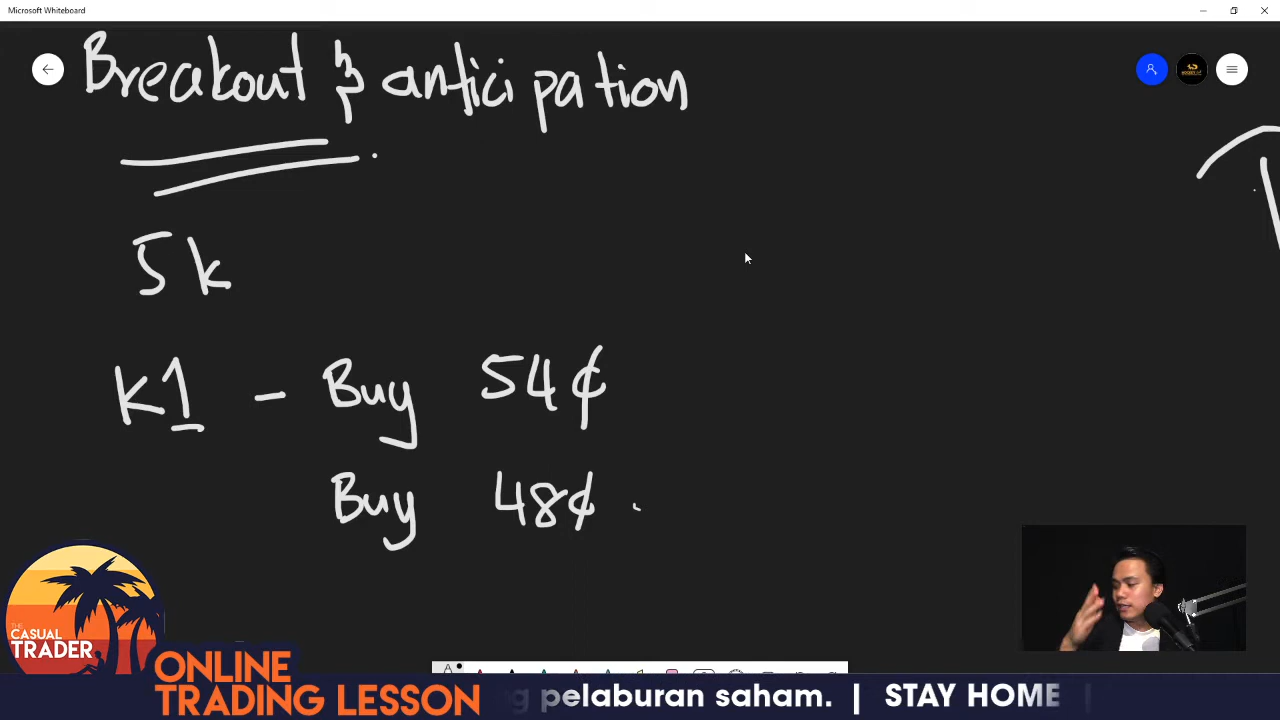 Microsoft Whiteboard
Breakout & anticipation
5k
K1 - Buy 54¢
Buy 48¢
THE
CASUAL
TRADER
ONLINE
TRADING LESSON
pelaburan saham. | STAY HOME |